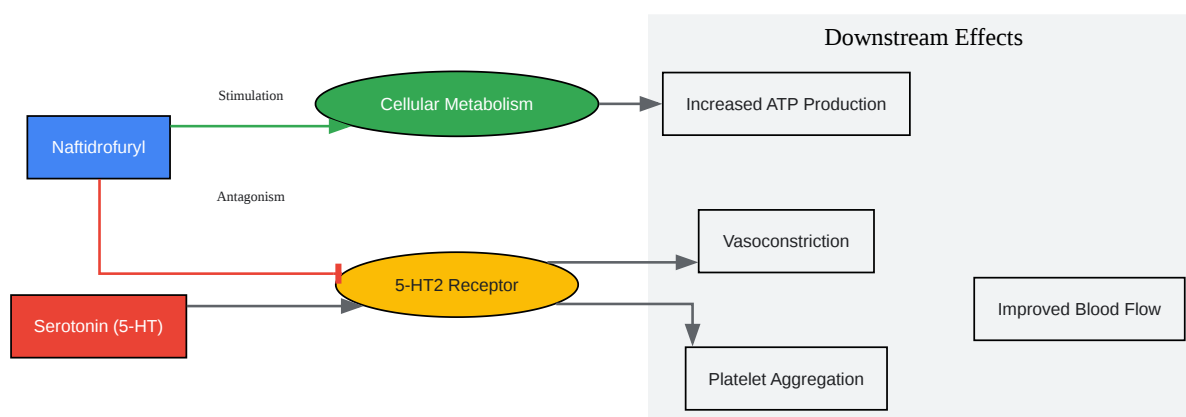 Downstream Effects
Stimulation
Cellular Metabolism
Increased ATP Production
Naftidrofuryl
Antagonism
Vasoconstriction
5-HT2 Receptor
Improved Blood Flow
Serotonin (5-HT)
Platelet Aggregation